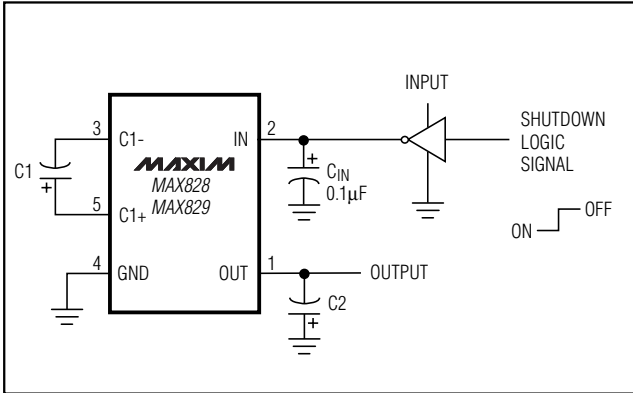 INPUT
SHUTDOWN
LOGIC
SIGNAL
3
C1-
IN
2
C1
+
MAXIM
MAX828
MAX829
+
CIN
0.1µF
5
C1+
OFF
ON
4
GND
OUT
1
OUTPUT
C2
+